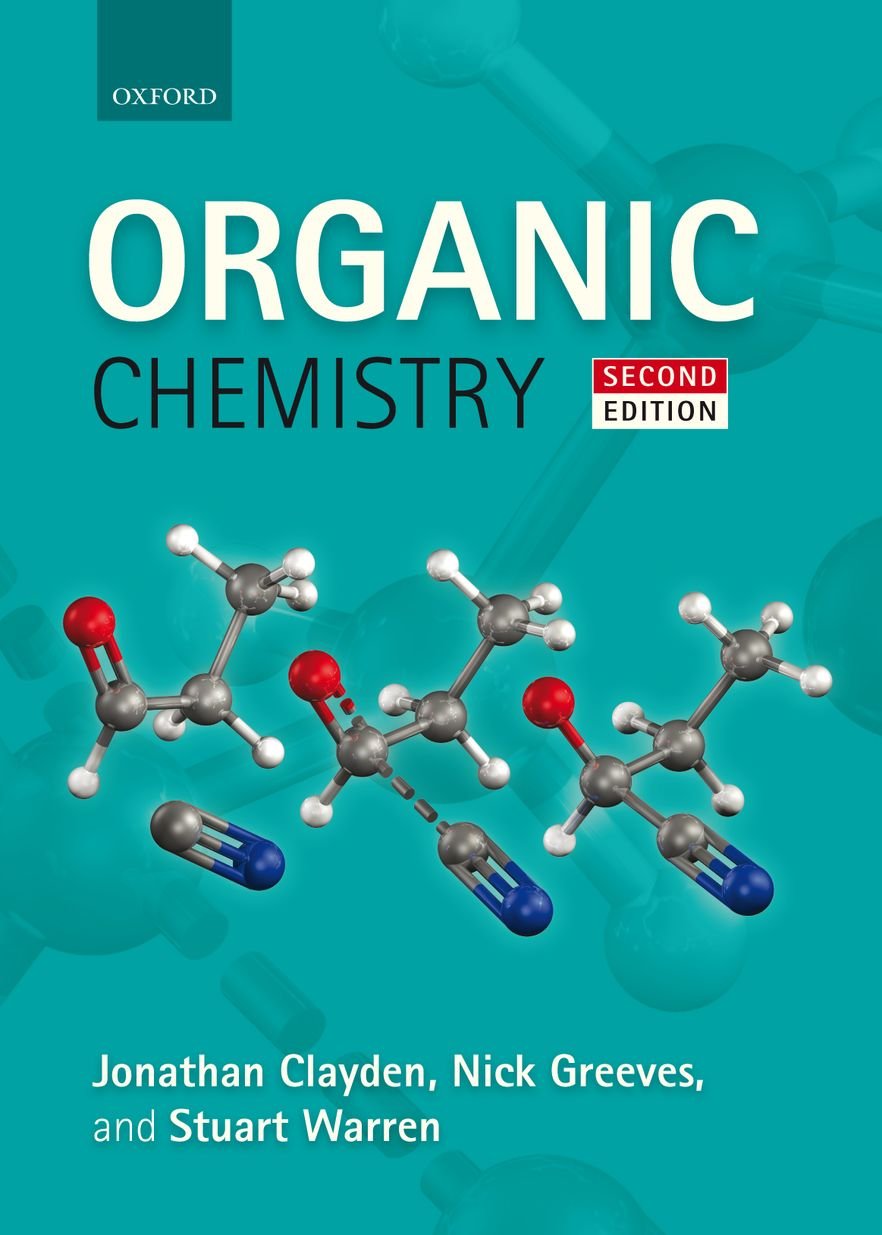 OXFORD
ORGANIC
CHEMISTRY
SECOND
EDITION
Jonathan Clayden, Nick Greeves,
and Stuart Warren